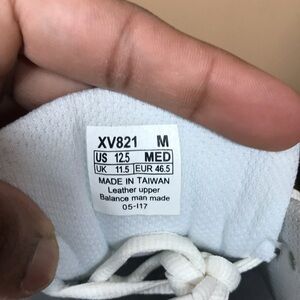 XV821 M
US 12.5 MED
UK 11.5 EUR 46.5
MADE IN TAIWAN
Leather upper
Balance man made
05-I17